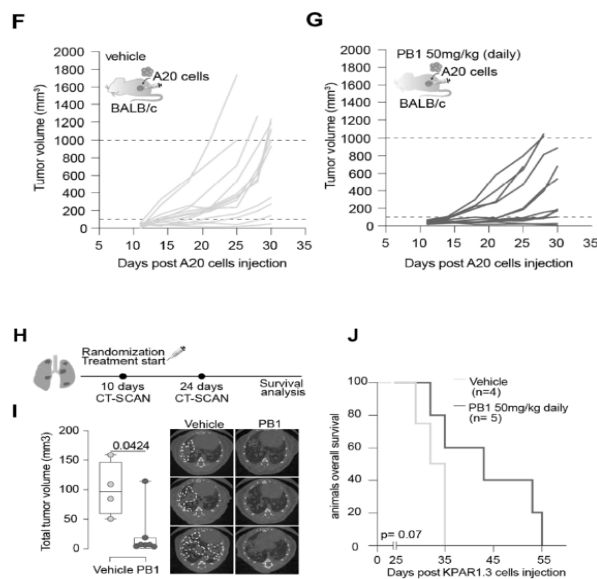 F
vehicle
A20 cells
BALB/c
Tumor volume (mm³)
2000
1800
1600
1400
1200
1000
800
600
400
200
0
5 10 15 20 25 30 35
Days post A20 cells injection
G
PB1 50mg/kg (daily)
A20 cells
BALB/c
Tumor volume (mm³)
2000
1800
1600
1400
1200
1000
800
600
400
200
0
5 10 15 20 25 30 35
Days post A20 cells injection
H
Randomization
Treatment start
10 days
CT-SCAN
24 days
CT-SCAN
Survival
analysis
I
Total tumor volume (mm3)
200
150
100
50
0
0.0424
Vehicle PB1
Vehicle PB1
J
Vehicle
(n=4)
PB1 50mg/kg daily
(n= 5)
animals overall survival
100
80
60
40
20
0
p= 0.07
0 25 35 45 55
Days post KPAR1.3 cells injection